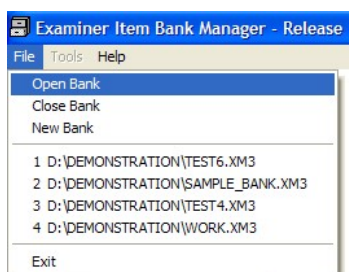 Examiner Item Bank Manager - Release
File Tools Help
Open Bank
Close Bank
New Bank
1 D:\DEMONSTRATION\TEST6.XM3
2 D:\DEMONSTRATION\SAMPLE_BANK.XM3
3 D:\DEMONSTRATION\TEST4.XM3
4 D:\DEMONSTRATION\WORK.XM3
Exit